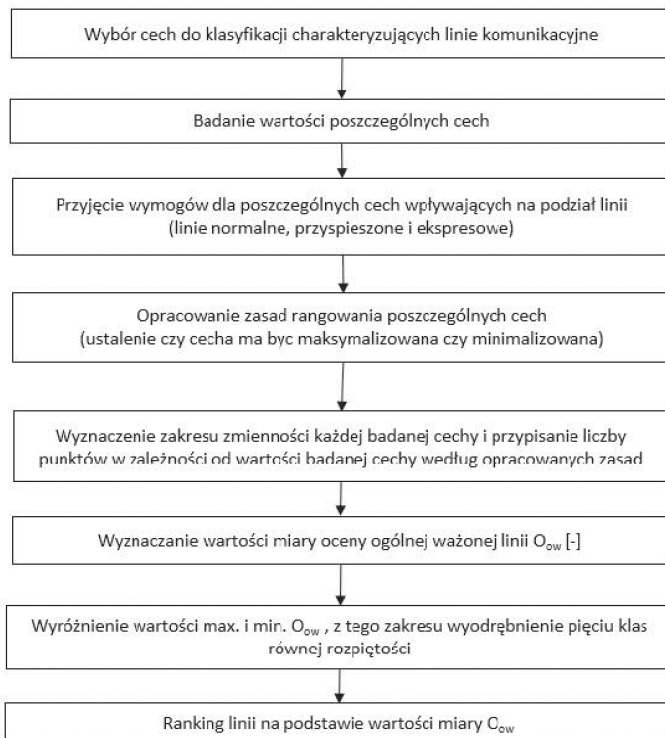 Wybór cech do klasyfikacji charakteryzujących linie komunikacyjne
Badanie wartości poszczególnych cech
Przyjęcie wymogów dla poszczególnych cech wpływających na podział linii
(linie normalne, przyspieszone i ekspresowe)
Opracowanie zasad rangowania poszczególnych cech
(ustalenie czy cecha ma byc maksymalizowana czy minimalizowana)
Wyznaczenie zakresu zmienności każdej badanej cechy i przypisanie liczby
punktów w zależności od wartości badanej cechy według opracowanych zasad
Wyznaczanie wartości miary oceny ogólnej ważonej linii Oow [-]
Wyróżnienie wartości max. i min. Oow , z tego zakresu wyodrębnienie pięciu klas
równej rozpiętości
Ranking linii na podstawie wartości miary Oow